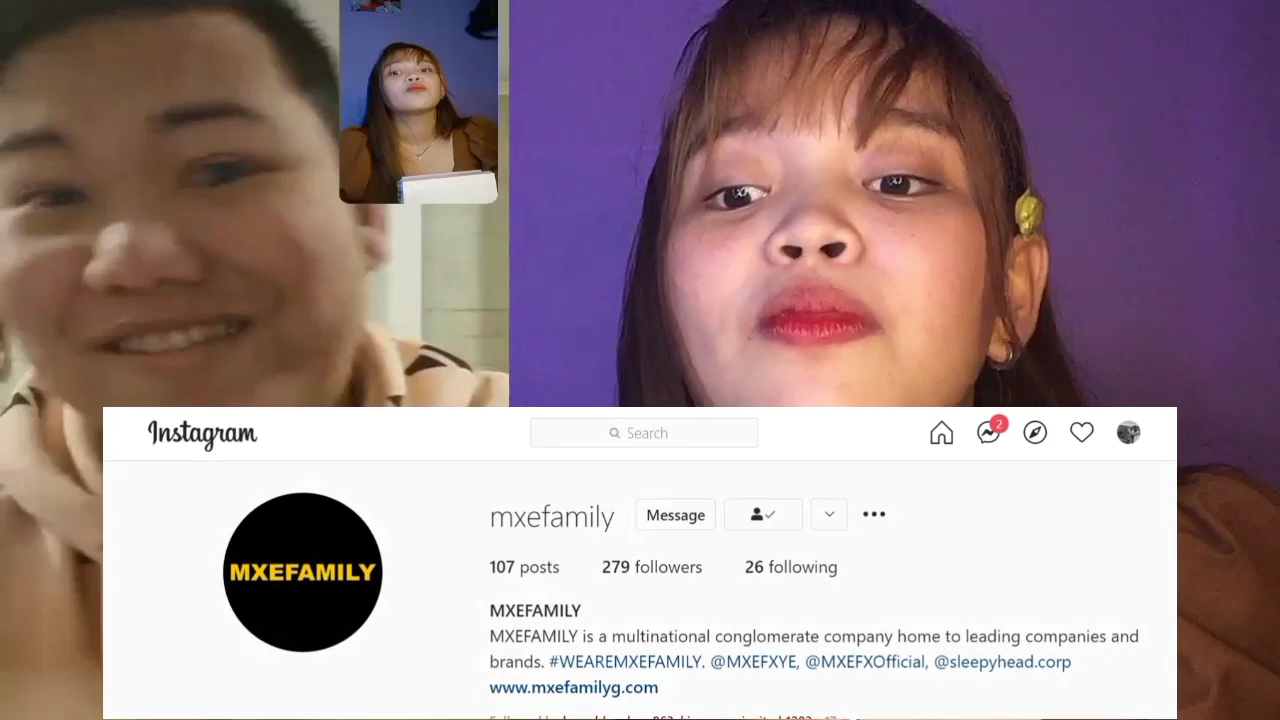 Instagram
Search
2
mxefamily
Message
107 posts
279 followers
26 following
MXEFAMILY
MXEFAMILY
MXEFAMILY is a multinational conglomerate company home to leading companies and
brands. #WEAREMXEFAMILY. @MXEFXYE, @MXEFXOfficial, @sleepyhead.corp
www.mxefamilyg.com